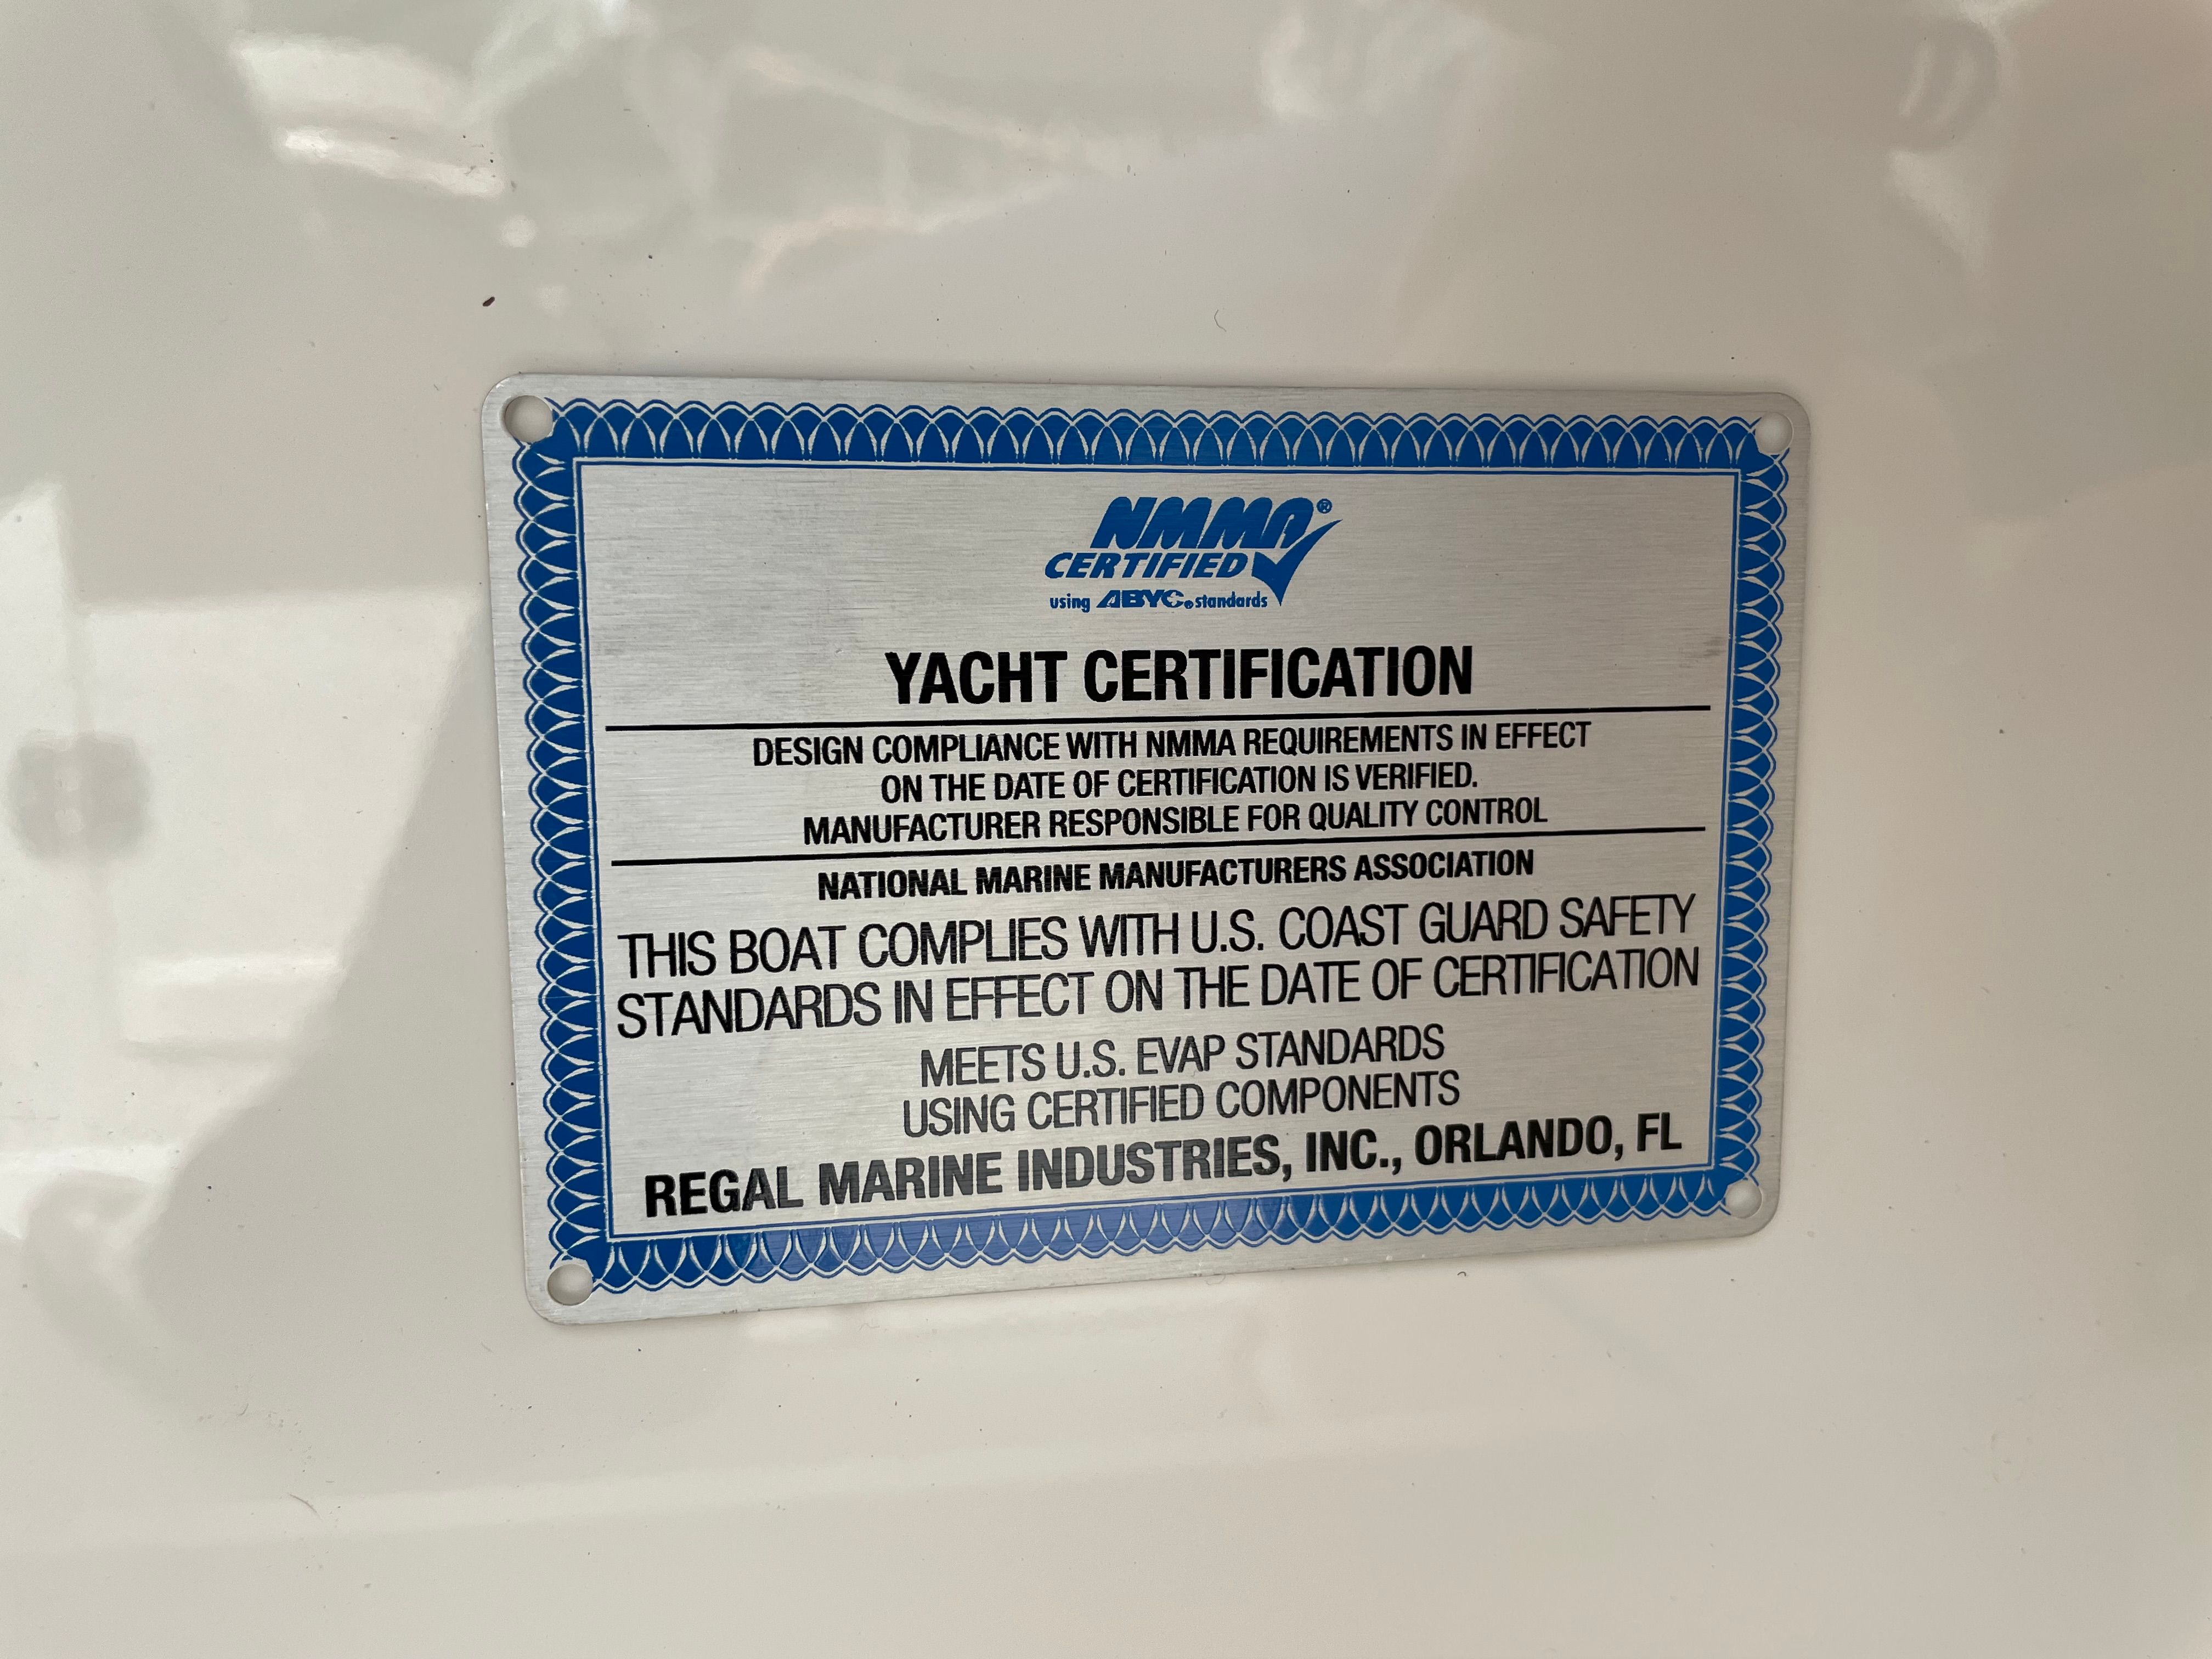 NMMA®
CERTIFIED
using ABYC® standards
YACHT CERTIFICATION
DESIGN COMPLIANCE WITH NMMA REQUIREMENTS IN EFFECT
ON THE DATE OF CERTIFICATION IS VERIFIED.
MANUFACTURER RESPONSIBLE FOR QUALITY CONTROL
NATIONAL MARINE MANUFACTURERS ASSOCIATION
THIS BOAT COMPLIES WITH U.S. COAST GUARD SAFETY
STANDARDS IN EFFECT ON THE DATE OF CERTIFICATION
MEETS U.S. EVAP STANDARDS
USING CERTIFIED COMPONENTS
REGAL MARINE INDUSTRIES, INC., ORLANDO, FL